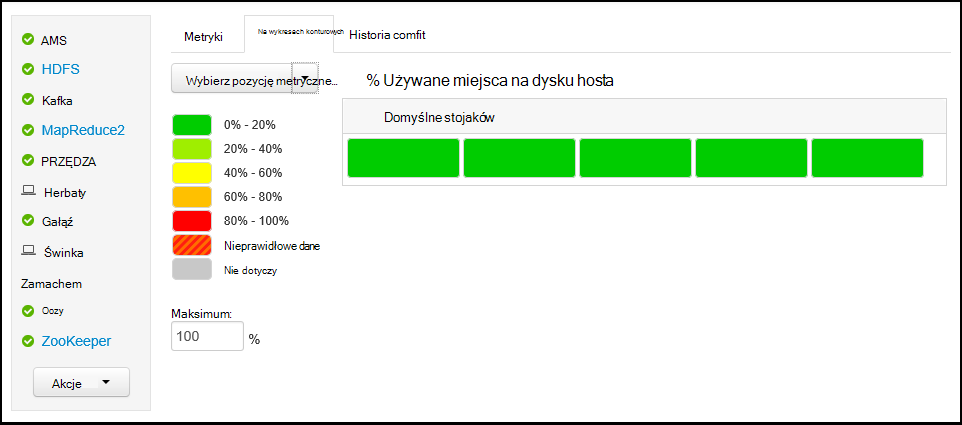 AMS
HDFS
Kafka
MapReduce2
PRZĘDZA
Herbaty
Gałąź
Świnka
Zamachem
Oozy
ZooKeeper
Akcje
Metryki
Na wykresach konturowych
Historia comfit
Wybierz pozycję metryczne...
0% - 20%
20% - 40%
40% - 60%
60% - 80%
80% - 100%
Nieprawidłowe dane
Nie dotyczy
Maksimum:
100 %
% Używane miejsca na dysku hosta
Domyślne stojaków